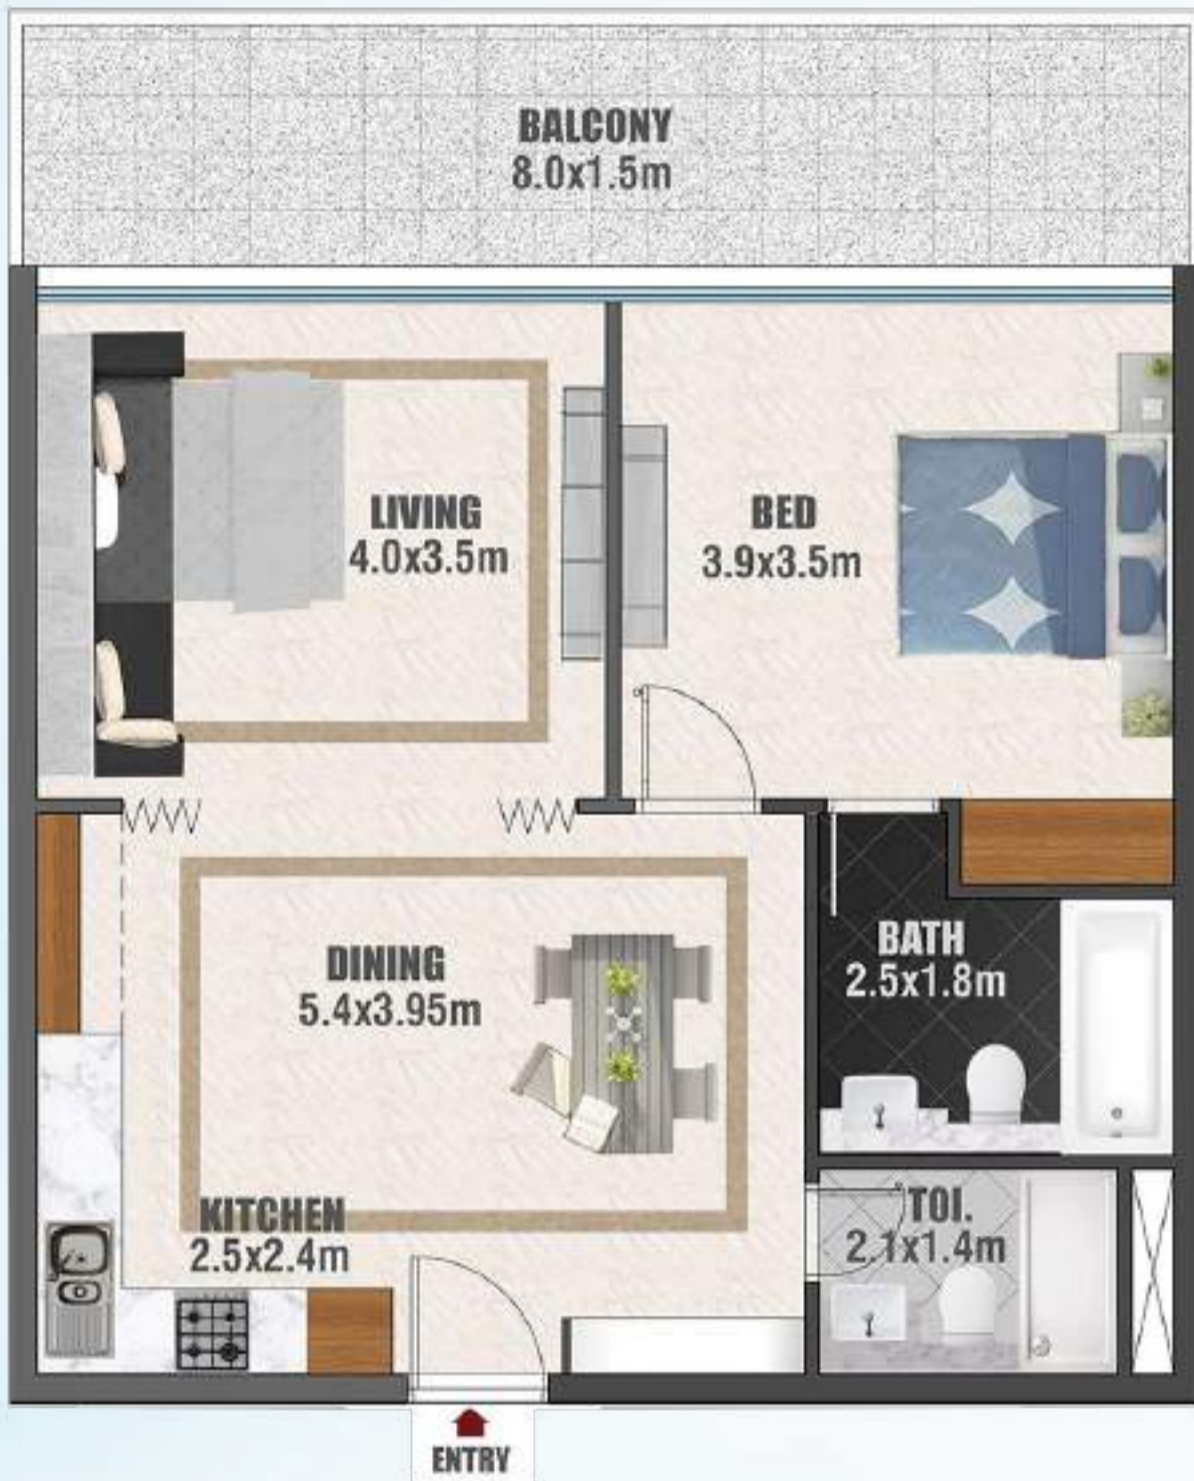 BALCONY
8.0x1.5m
LIVING
4.0x3.5m
BED
3.9x3.5m
DINING
5.4x3.95m
BATH
2.5x1.8m
KITCHEN
2.5x2.4m
TOI.
2.1x1.4m
ENTRY